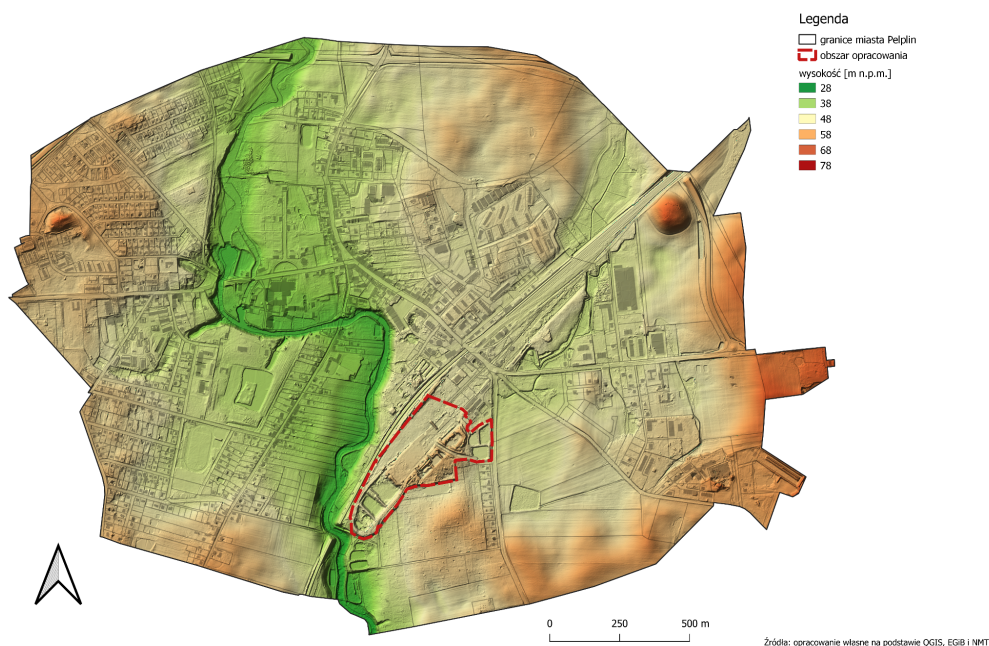 Legenda
granice miasta Pelplin
obszar opracowania
wysokość [m n.p.m.]
28
38
48
58
68
78
0 250 500 m
Źródła: opracowanie własne na podstawie OGIS, EGiB i NMT